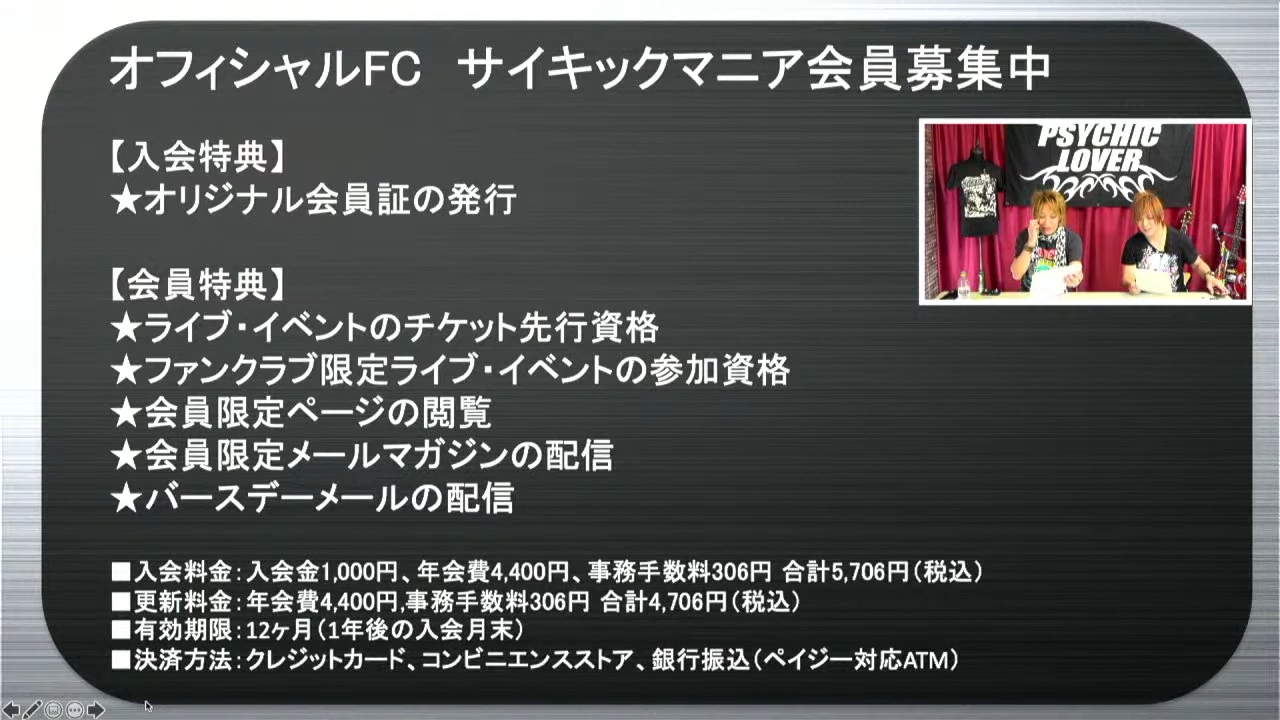 オフィシャルFC　サイキックマニア会員募集中
【入会特典】
★オリジナル会員証の発行
PSYCHIC
LOVER
【会員特典】
★ライブ・イベントのチケット先行資格
★ファンクラブ限定ライブ・イベントの参加資格
★会員限定ページの閲覧
★会員限定メールマガジンの配信
★バースデーメールの配信
■入会料金：入会金1,000円、年会費4,400円、事務手数料306円 合計5,706円（税込）
■更新料金：年会費4,400円,事務手数料306円 合計4,706円（税込）
■有効期限：12ヶ月（1年後の入会月末）
■決済方法：クレジットカード、コンビニエンスストア、銀行振込（ペイジー対応ATM）